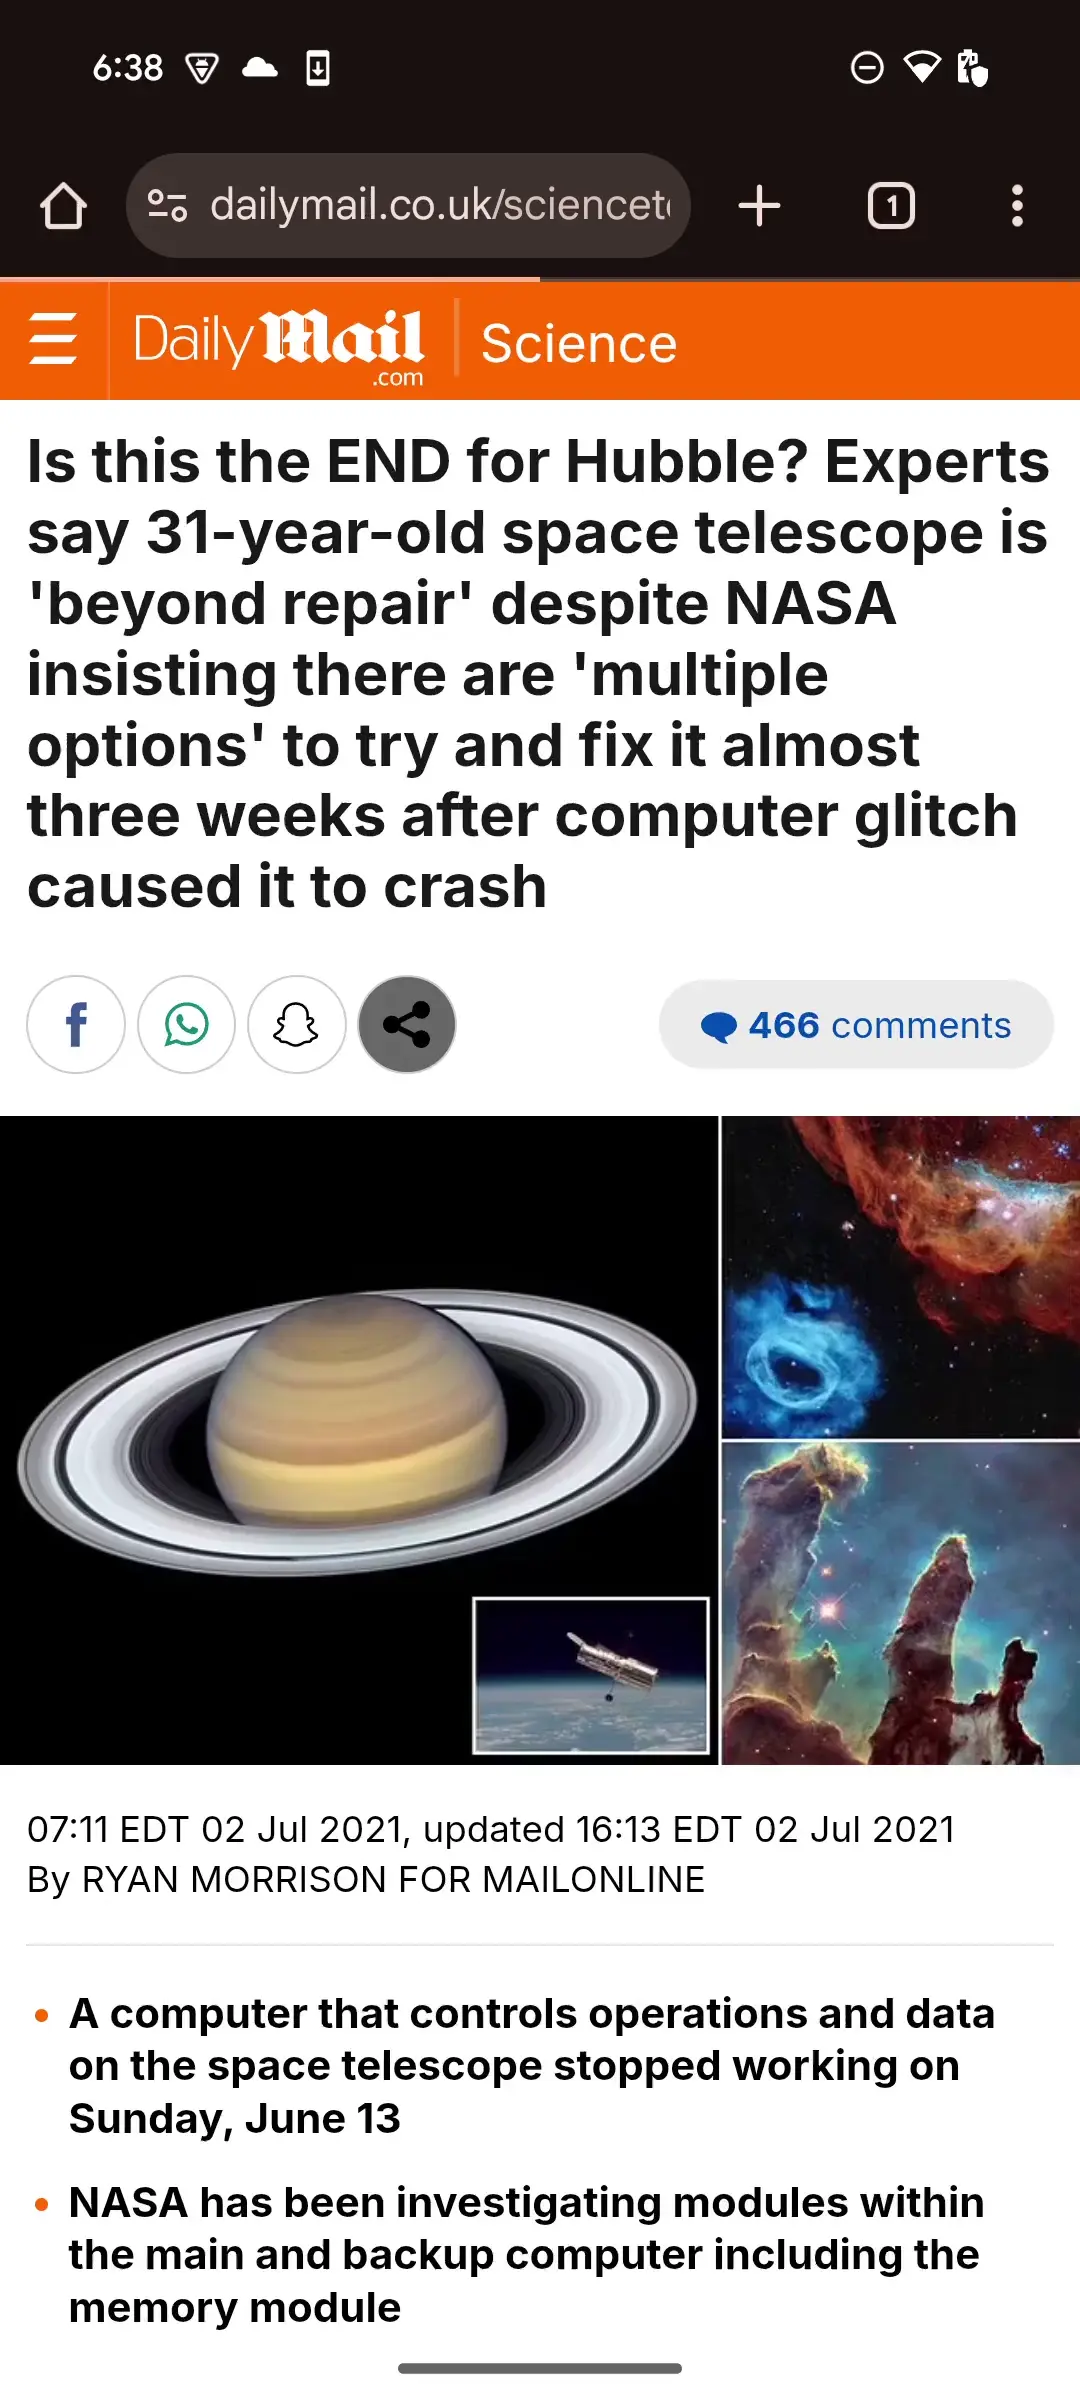 6:38
dailymail.co.uk/sciencet
1
Daily Mail
.com
Science
Is this the END for Hubble? Experts
say 31-year-old space telescope is
'beyond repair' despite NASA
insisting there are 'multiple
options' to try and fix it almost
three weeks after computer glitch
caused it to crash
466 comments
07:11 EDT 02 Jul 2021, updated 16:13 EDT 02 Jul 2021
By RYAN MORRISON FOR MAILONLINE
• A computer that controls operations and data
on the space telescope stopped working on
Sunday, June 13
• NASA has been investigating modules within
the main and backup computer including the
memory module